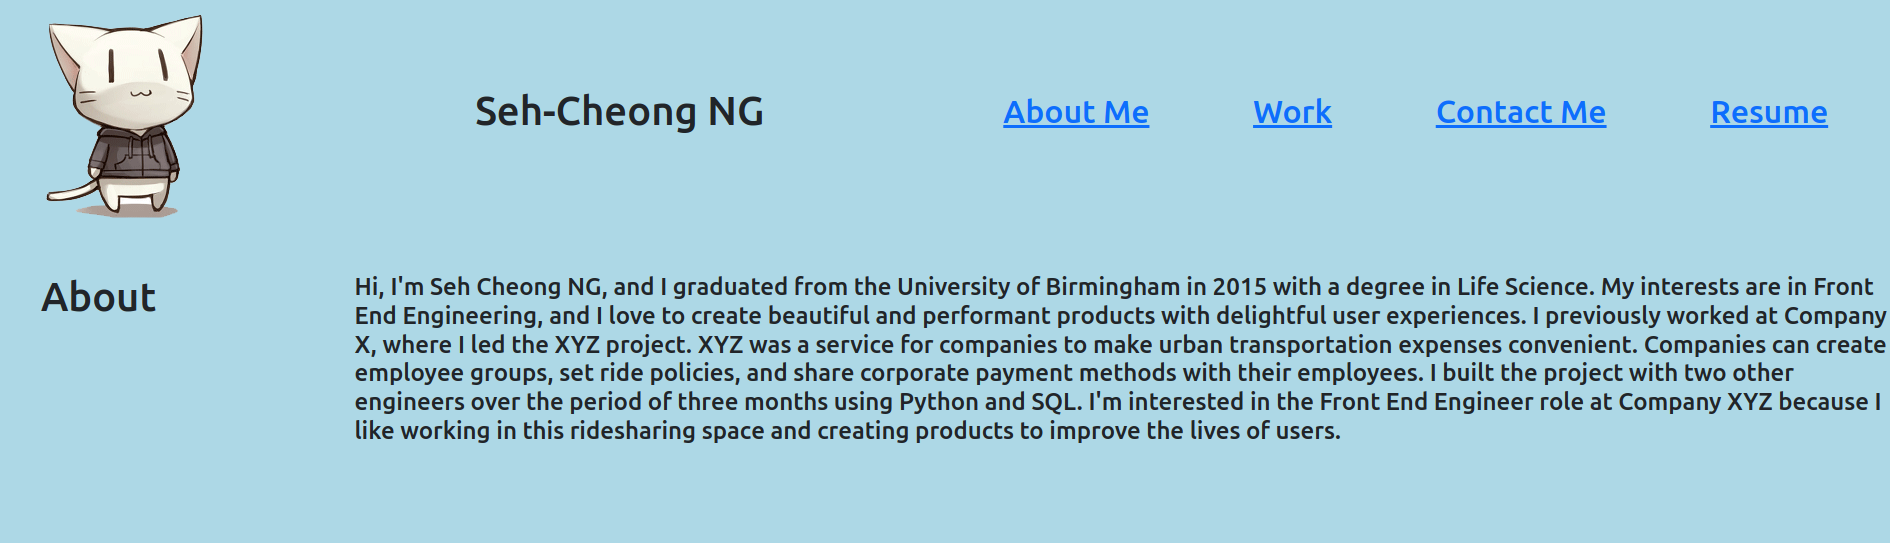 Seh-Cheong NG
About Me
Work
Contact Me
Resume
About
Hi, I'm Seh Cheong NG, and I graduated from the University of Birmingham in 2015 with a degree in Life Science. My interests are in Front
End Engineering, and I love to create beautiful and performant products with delightful user experiences. I previously worked at Company
X, where I led the XYZ project. XYZ was a service for companies to make urban transportation expenses convenient. Companies can create
employee groups, set ride policies, and share corporate payment methods with their employees. I built the project with two other
engineers over the period of three months using Python and SQL. I'm interested in the Front End Engineer role at Company XYZ because I
like working in this ridesharing space and creating products to improve the lives of users.